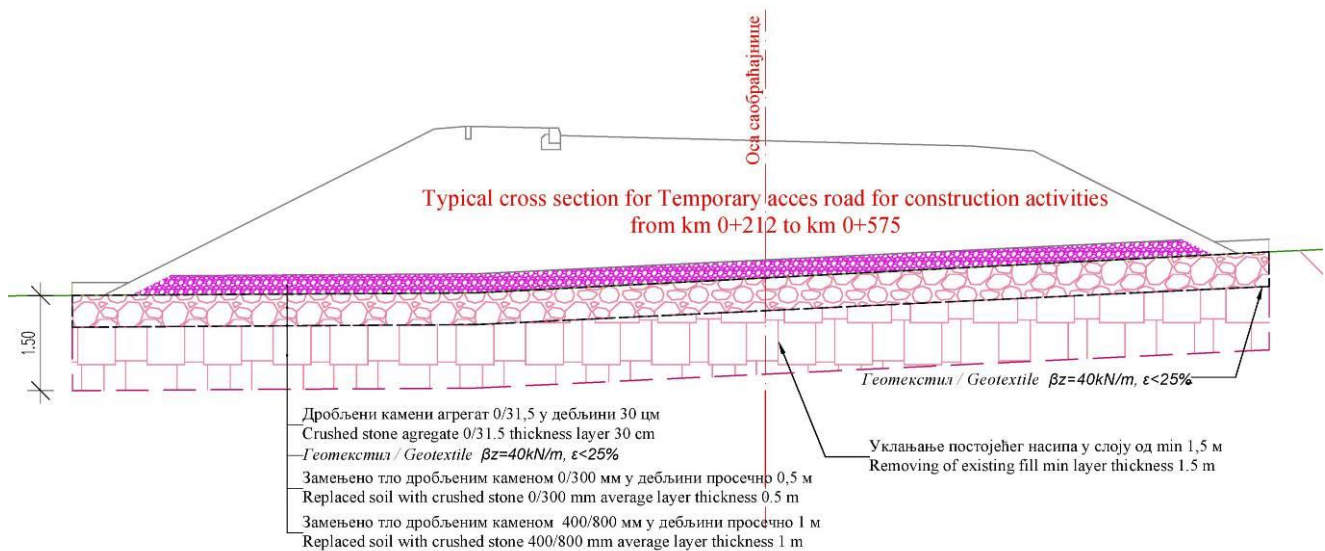 Оса саобраћајнице
Typical cross section for Temporary acces road for construction activities
from km 0+212 to km 0+575
1.50
Геотекстил / Geotextile βz=40kN/m, ε<25%
Дробљени камени агрегат 0/31,5 у дебљини 30 цм
Crushed stone agregate 0/31.5 thickness layer 30 cm
Геотекстил / Geotextile βz=40kN/m, ε<25%
Замењено тло дробљеним каменом 0/300 мм у дебљини просечно 0,5 м
Replaced soil with crushed stone 0/300 mm average layer thickness 0.5 m
Замењено тло дробљеним каменом 400/800 мм у дебљини просечно 1 м
Replaced soil with crushed stone 400/800 mm average layer thickness 1 m
Уклањање постојећег насипа у слоју од min 1,5 м
Removing of existing fill min layer thickness 1.5 m